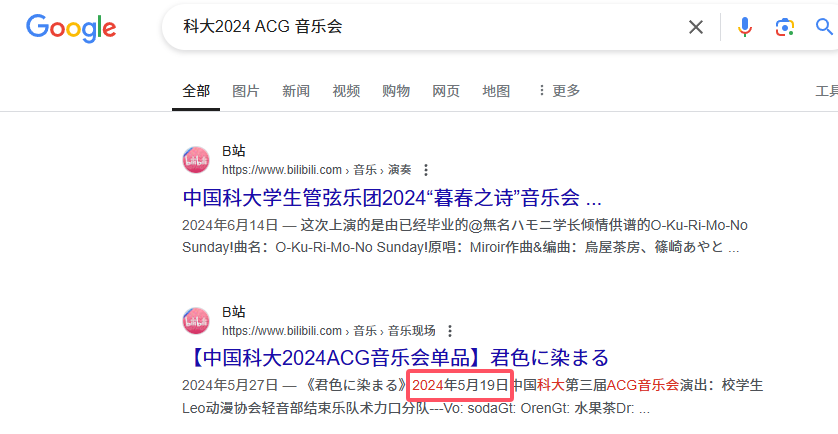 Google
科大2024 ACG 音乐会
全部 图片 新闻 视频 购物 网页 地图 更多 工具
B站
https://www.bilibili.com › 音乐 › 演奏
中国科大学生管弦乐团2024“暮春之诗”音乐会 ...
2024年6月14日 — 这次上演的是由已经毕业的@無名ハモニ学长倾情供谱的O-Ku-Ri-Mo-No
Sunday!曲名：O-Ku-Ri-Mo-No Sunday!原唱：Miroir作曲&编曲：烏屋茶房、篠崎あやと ...
B站
https://www.bilibili.com › 音乐 › 音乐现场
【中国科大2024ACG音乐会单品】君色に染まる
2024年5月27日 — 《君色に染まる》2024年5月19日中国科大第三届ACG音乐会演出：校学生
Leo动漫协会轻音部结束乐队术力口分队---Vo: sodaGt: OrenGt: 水果茶Dr: ...